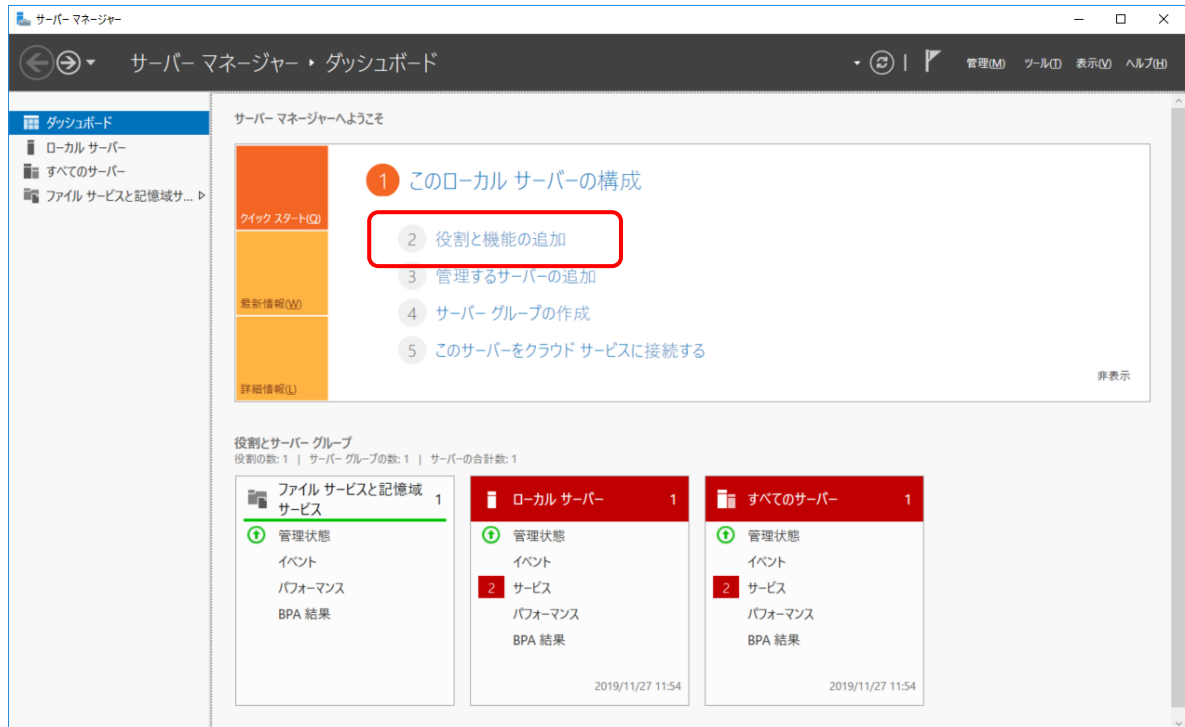 サーバー マネージャー
サーバー マネージャー ・ ダッシュボード
管理(M) ツール(T) 表示(V) ヘルプ(H)
ダッシュボード
ローカル サーバー
すべてのサーバー
ファイル サービスと記憶域サ...
サーバー マネージャーへようこそ
クイック スタート(Q)
最新情報(W)
詳細情報(L)
1 このローカル サーバーの構成
2 役割と機能の追加
3 管理するサーバーの追加
4 サーバー グループの作成
5 このサーバーをクラウド サービスに接続する
非表示
役割とサーバー グループ
役割の数: 1 | サーバー グループの数: 1 | サーバーの合計数: 1
ファイル サービスと記憶域
サービス
1
管理状態
イベント
パフォーマンス
BPA 結果
ローカル サーバー 1
管理状態
イベント
2 サービス
パフォーマンス
BPA 結果
2019/11/27 11:54
すべてのサーバー 1
管理状態
イベント
2 サービス
パフォーマンス
BPA 結果
2019/11/27 11:54